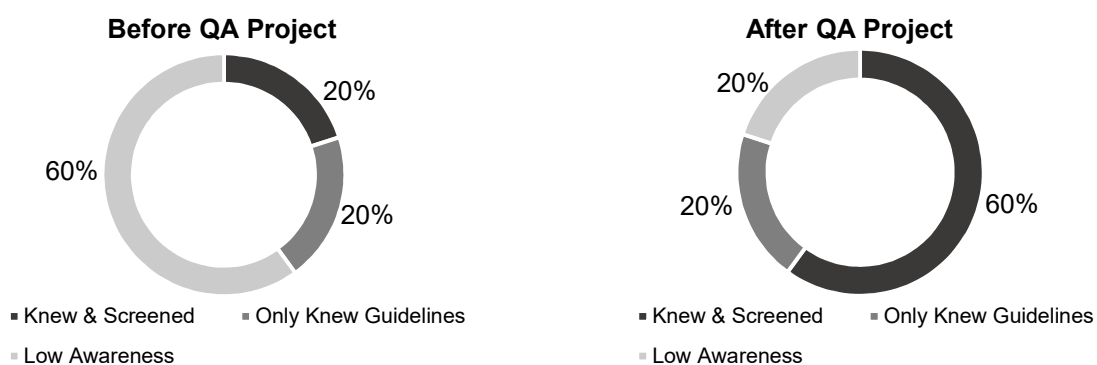 Before QA Project
20%
20%
60%
Knew & Screened
Only Knew Guidelines
Low Awareness
After QA Project
60%
20%
20%
Knew & Screened
Only Knew Guidelines
Low Awareness